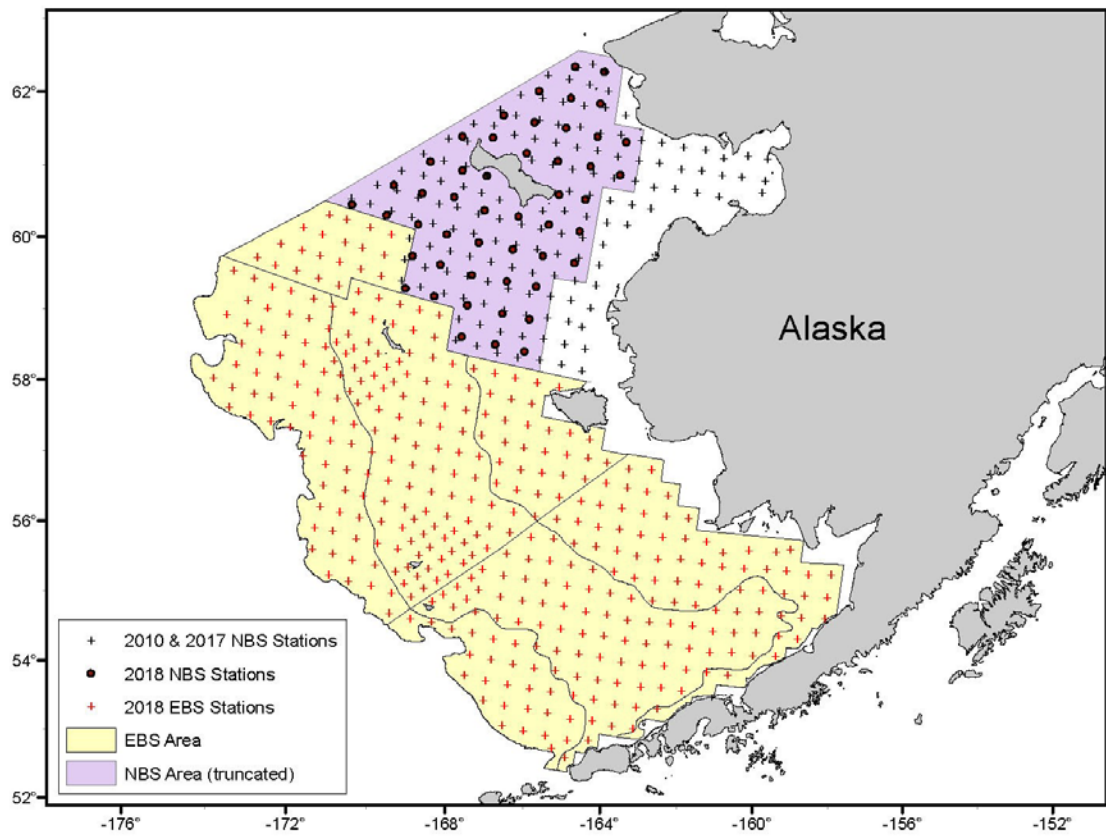 62°
60°
58°
56°
54°
52°
Alaska
2010 & 2017 NBS Stations
2018 NBS Stations
2018 EBS Stations
EBS Area
NBS Area (truncated)
-176° -172° -168° -164° -160° -156° -152°